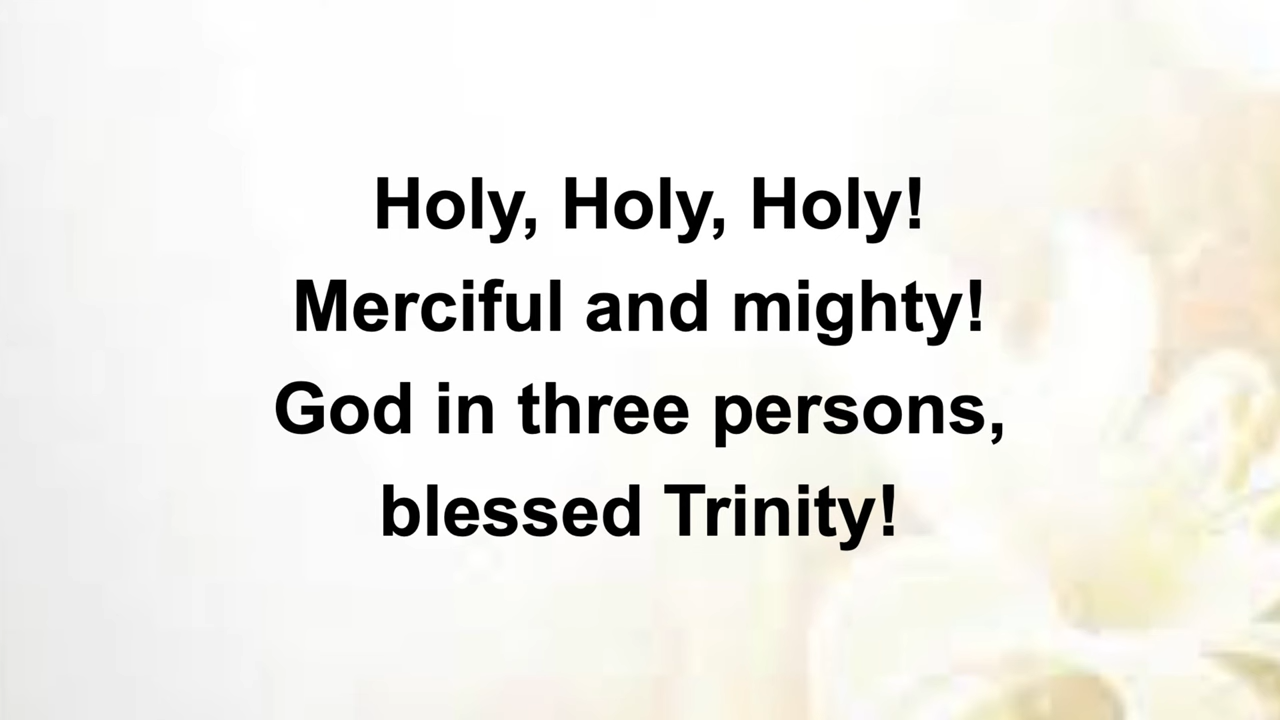 Holy, Holy, Holy!
Merciful and mighty!
God in three persons,
blessed Trinity!